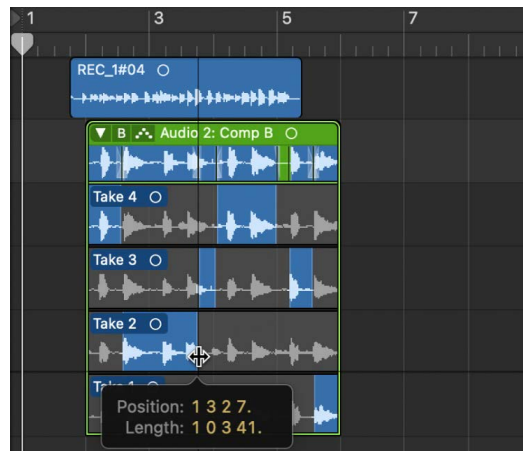 1 3 5 7
REC_1#04
B Audio 2: Comp B
Take 4
Take 3
Take 2
Position: 1 3 2 7.
Length: 1 0 3 41.